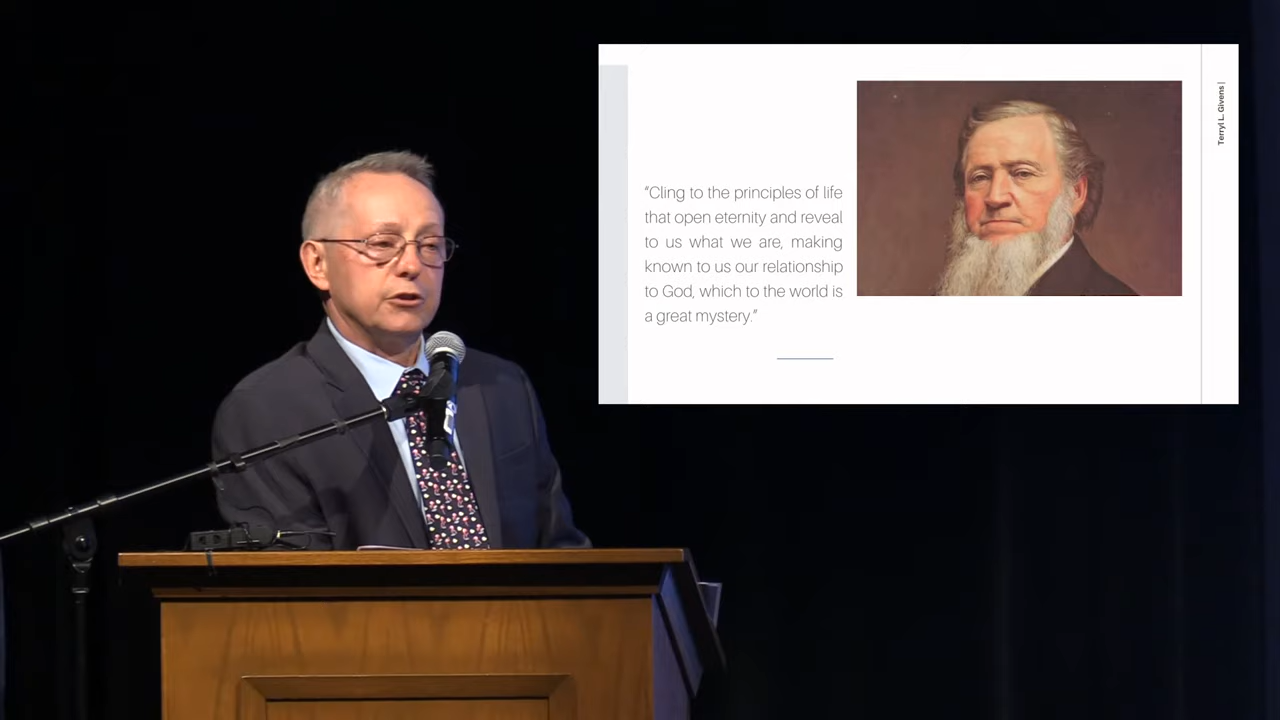 “Cling to the principles of life
that open eternity and reveal
to us what we are, making
known to us our relationship
to God, which to the world is
a great mystery.”
Terryl L. Givens|